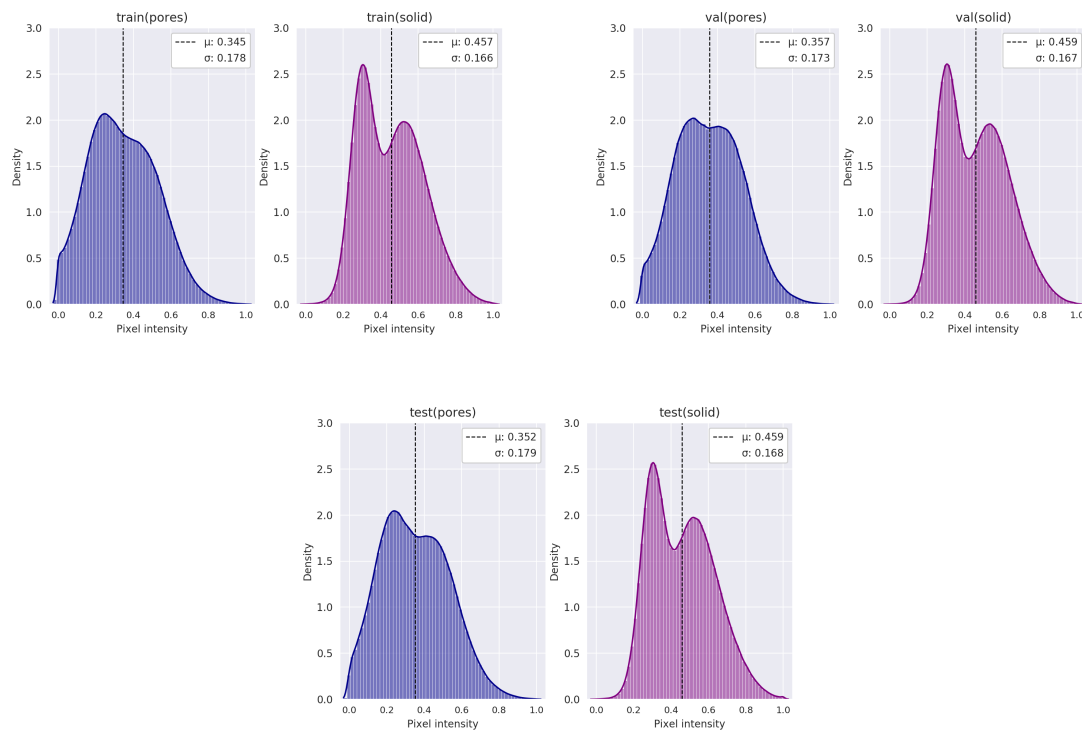 train(pores)
μ: 0.345
σ: 0.178
3.0
2.5
2.0
1.5
1.0
0.5
0.0
Density
0.0 0.2 0.4 0.6 0.8 1.0
Pixel intensity
train(solid)
μ: 0.457
σ: 0.166
3.0
2.5
2.0
1.5
1.0
0.5
0.0
Density
0.0 0.2 0.4 0.6 0.8 1.0
Pixel intensity
val(pores)
μ: 0.357
σ: 0.173
3.0
2.5
2.0
1.5
1.0
0.5
0.0
Density
0.0 0.2 0.4 0.6 0.8 1.0
Pixel intensity
val(solid)
μ: 0.459
σ: 0.167
3.0
2.5
2.0
1.5
1.0
0.5
0.0
Density
0.0 0.2 0.4 0.6 0.8 1.0
Pixel intensity
test(pores)
μ: 0.352
σ: 0.179
3.0
2.5
2.0
1.5
1.0
0.5
0.0
Density
0.0 0.2 0.4 0.6 0.8 1.0
Pixel intensity
test(solid)
μ: 0.459
σ: 0.168
3.0
2.5
2.0
1.5
1.0
0.5
0.0
Density
0.0 0.2 0.4 0.6 0.8 1.0
Pixel intensity